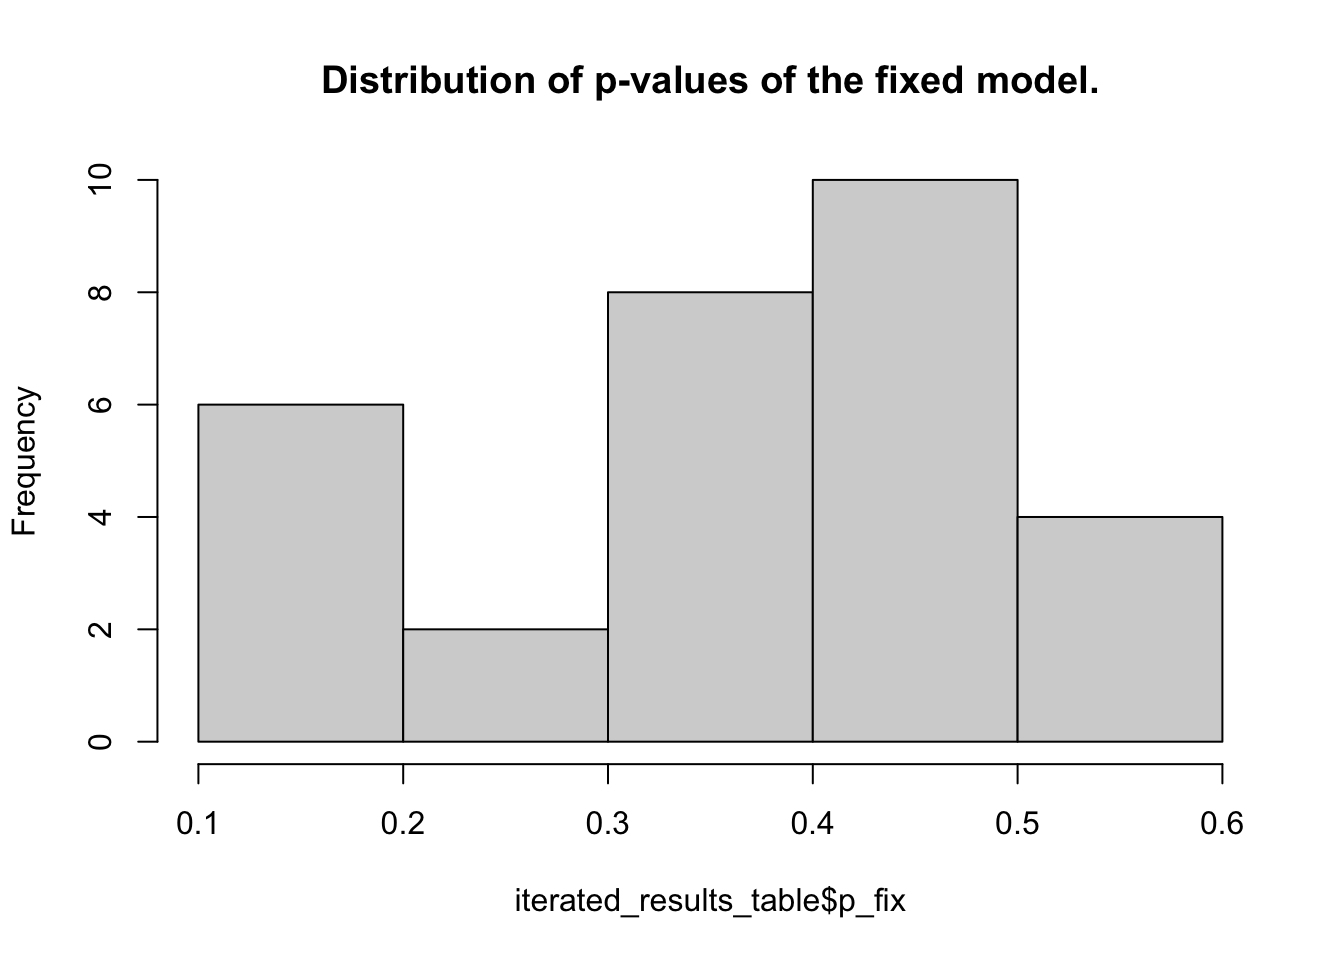 Distribution of p-values of the fixed model.
Frequency
10
8
6
4
2
0
0.1 0.2 0.3 0.4 0.5 0.6
iterated_results_table$p_fix